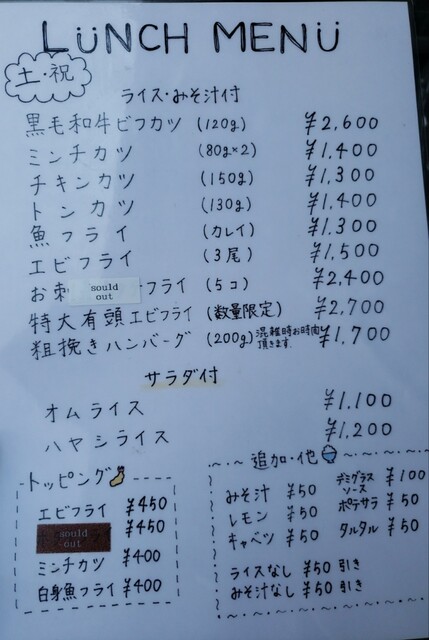 LÜNCH MENÜ
土・祝
ライス・みそ汁付
黒毛和牛ビフカツ (120g) ¥2,600
ミンチカツ (80g×2) ¥1,400
チキンカツ (150g) ¥1,300
トンカツ (130g) ¥1,400
魚フライ (カレイ) ¥1,300
エビフライ (3尾) ¥1,500
お刺 sould out フライ (5コ) ¥2,400
特大有頭エビフライ (数量限定) ¥2,700
粗挽きハンバーグ (200g) 混雑時お時間頂きます ¥1,700
サラダ付
オムライス ¥1,100
ハヤシライス ¥1,200
トッピング
エビフライ ¥450
sould out ¥450
ミンチカツ ¥400
白身魚フライ ¥400
追加・他
みそ汁 ¥50
レモン ¥50
キャベツ ¥50
デミグラスソース ¥100
ポテサラ ¥50
タルタル ¥50
ライスなし ¥50引き
みそ汁なし ¥50引き